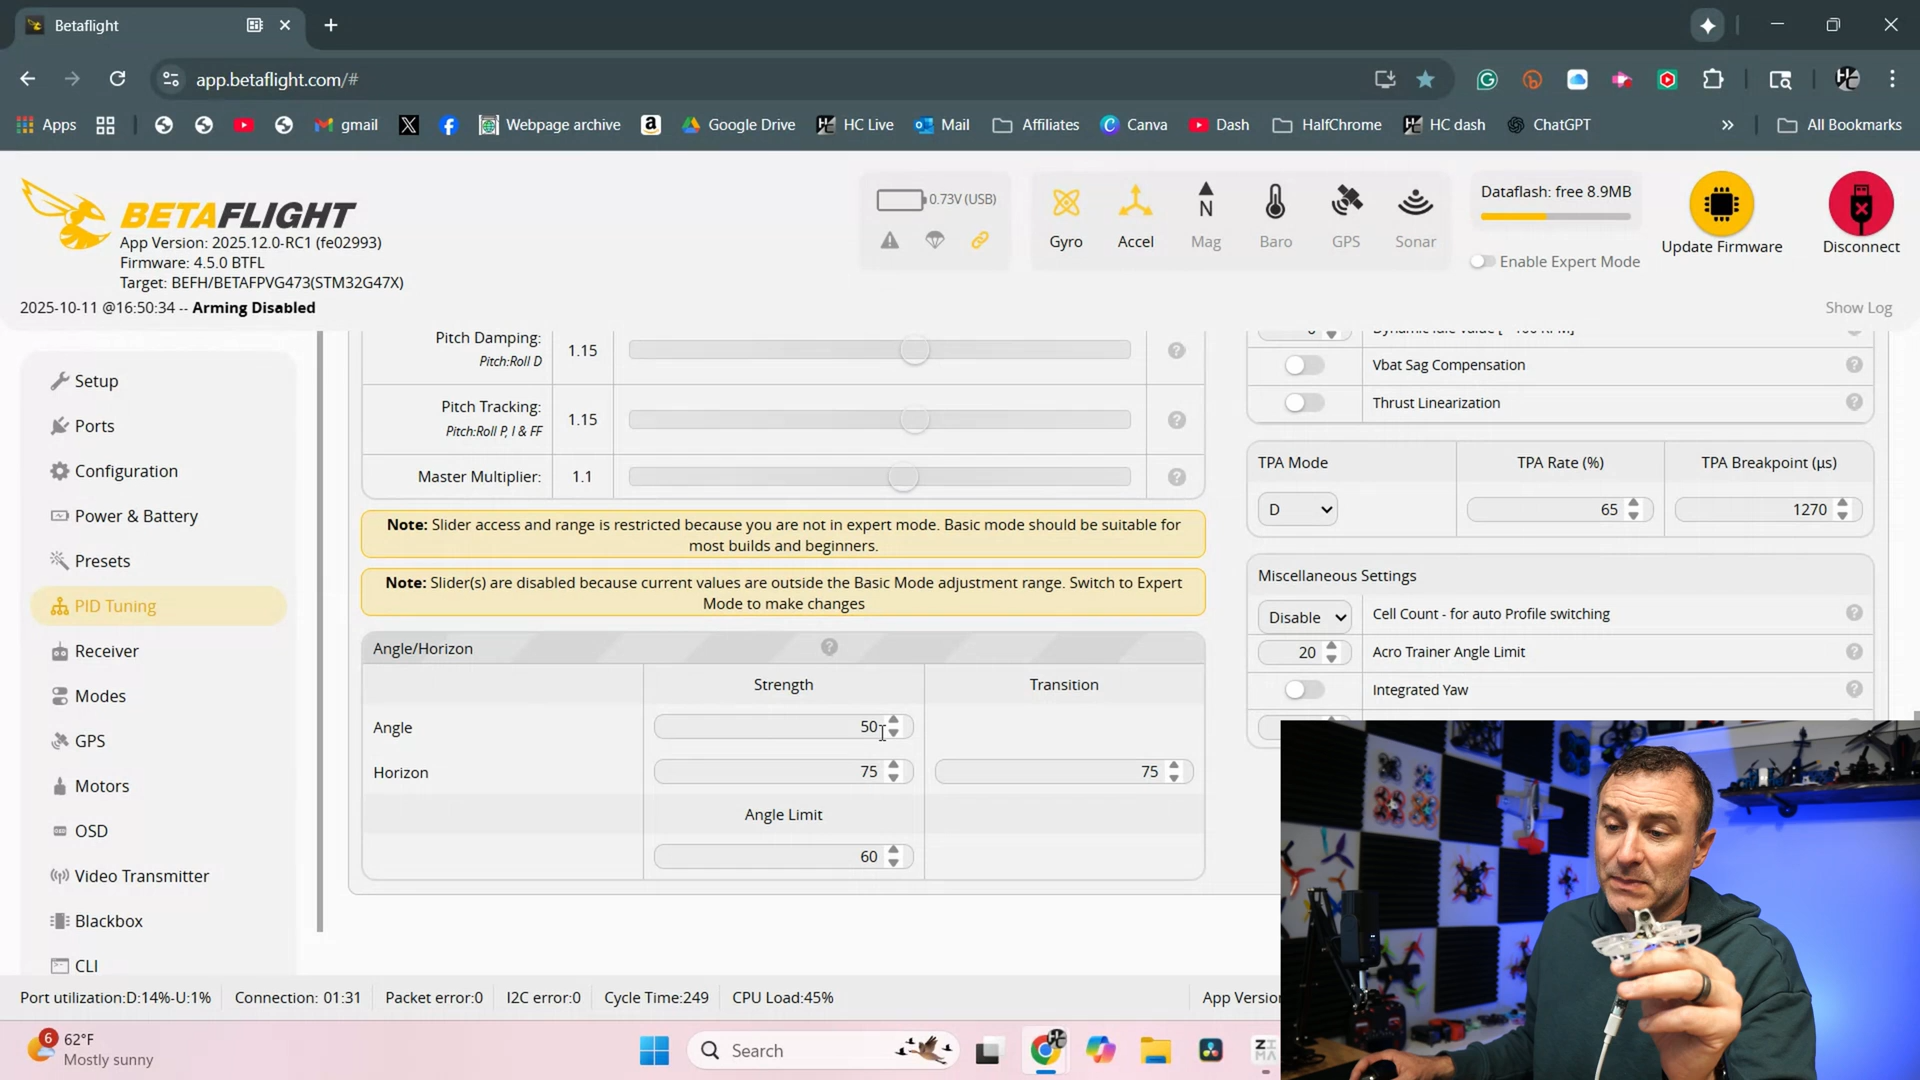 Betaflight
app.betaflight.com/#
Apps
gmail
Webpage archive
Google Drive
HC Live
Mail
Affiliates
Canva
Dash
HalfChrome
HC dash
ChatGPT
All Bookmarks
BETAFLIGHT
App Version: 2025.12.0-RC1 (fe02993)
Firmware: 4.5.0 BTFL
Target: BEFH/BETAFPVG473(STM32G47X)
0.73V (USB)
Gyro
Accel
Mag
Baro
GPS
Sonar
Dataflash: free 8.9MB
Enable Expert Mode
Update Firmware
Disconnect
2025-10-11 @16:50:34 -- Arming Disabled
Show Log
Setup
Ports
Configuration
Power & Battery
Presets
PID Tuning
Receiver
Modes
GPS
Motors
OSD
Video Transmitter
Blackbox
CLI
Pitch Damping:
Pitch:Roll D
1.15
Pitch Tracking:
Pitch:Roll P, I & FF
1.15
Master Multiplier:
1.1
Note: Slider access and range is restricted because you are not in expert mode. Basic mode should be suitable for
most builds and beginners.
Note: Slider(s) are disabled because current values are outside the Basic Mode adjustment range. Switch to Expert
Mode to make changes
Angle/Horizon
Strength
Transition
Angle
50
Horizon
75
75
Angle Limit
60
Vbat Sag Compensation
Thrust Linearization
TPA Mode
TPA Rate (%)
TPA Breakpoint (µs)
D
65
1270
Miscellaneous Settings
Disable
Cell Count - for auto Profile switching
20
Acro Trainer Angle Limit
Integrated Yaw
Port utilization:D:14%-U:1%
Connection: 01:31
Packet error:0
I2C error:0
Cycle Time:249
CPU Load:45%
App Versio
6
62°F
Mostly sunny
Search